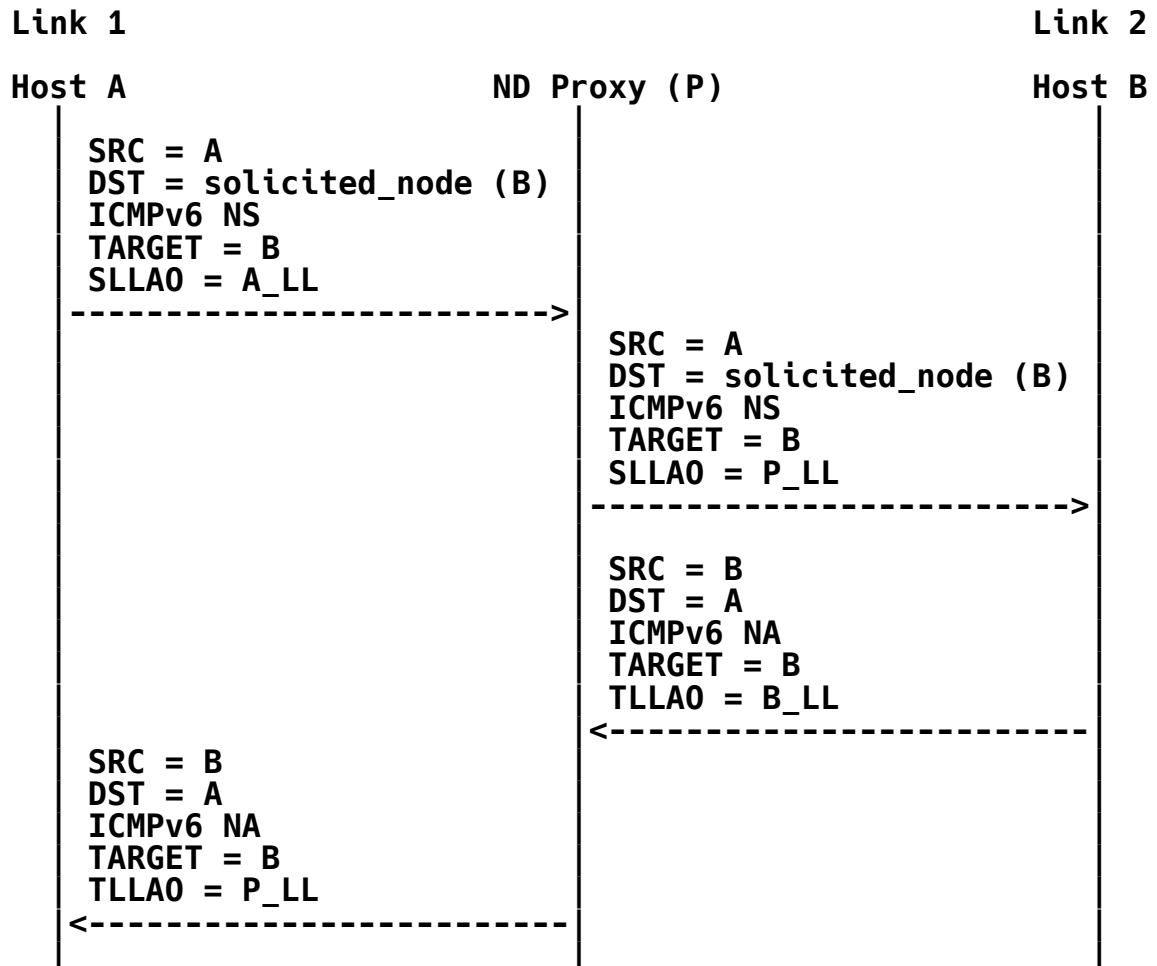 Link 1 Link 2
Host A ND Proxy (P) Host B
SRC = A
DST = solicited_node (B)
ICMPv6 NS
TARGET = B
SLLAO = A_LL
------------------------->
SRC = A
DST = solicited_node (B)
ICMPv6 NS
TARGET = B
SLLAO = P_LL
------------------------->
SRC = B
DST = A
ICMPv6 NA
TARGET = B
TLLAO = B_LL
<-------------------------
SRC = B
DST = A
ICMPv6 NA
TARGET = B
TLLAO = P_LL
<-------------------------